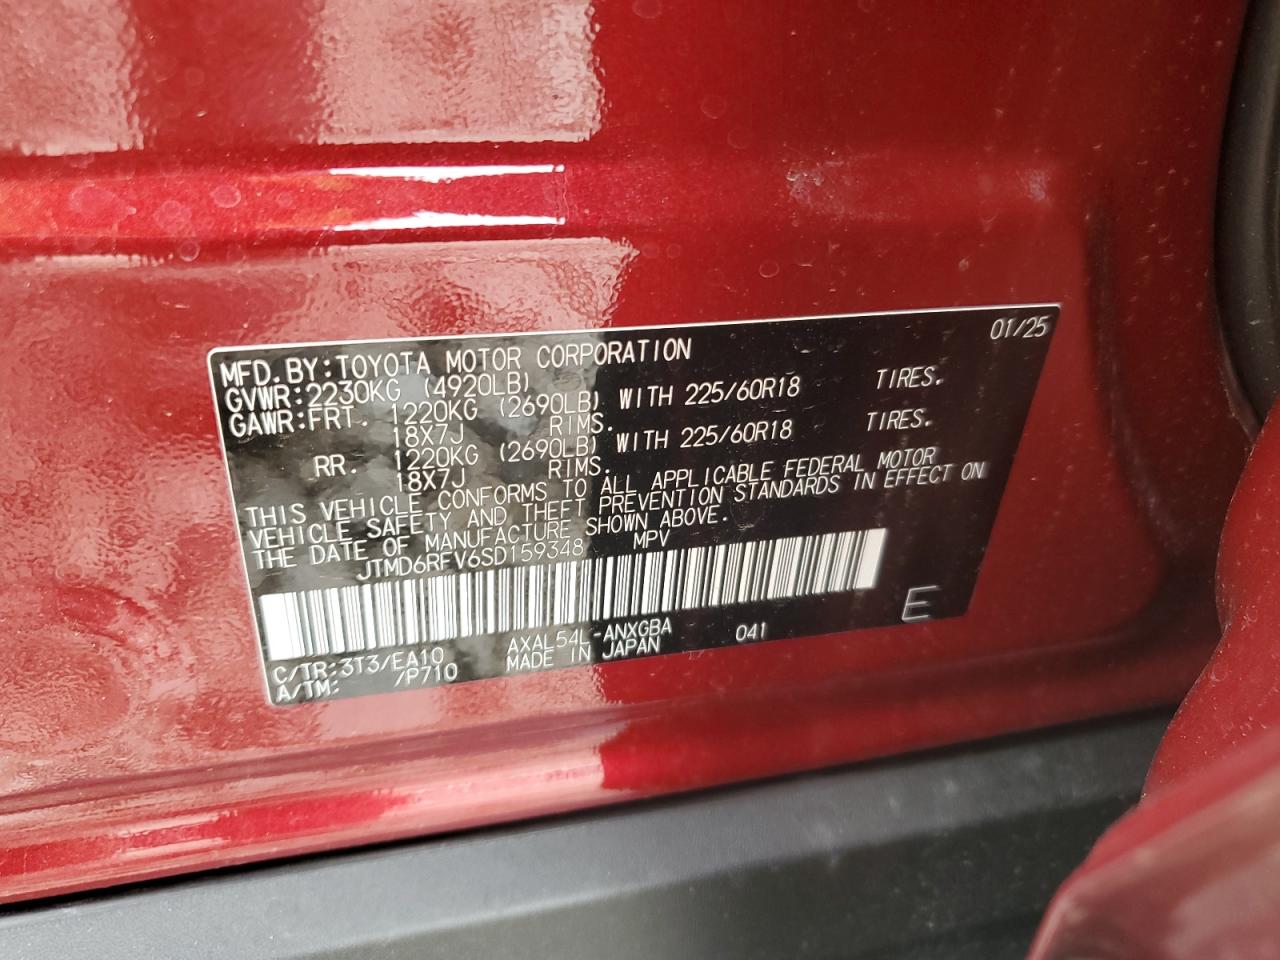 01/25
MFD.BY:TOYOTA MOTOR CORPORATION
GVWR:2230KG (4920LB)
GAWR:FRT. 1220KG (2690LB) WITH 225/60R18 TIRES.
18X7J RIMS.
RR. 1220KG (2690LB) WITH 225/60R18 TIRES.
18X7J RIMS.
THIS VEHICLE CONFORMS TO ALL APPLICABLE FEDERAL MOTOR
VEHICLE SAFETY AND THEFT PREVENTION STANDARDS IN EFFECT ON
THE DATE OF MANUFACTURE SHOWN ABOVE.
JTMD6RFV6SD159348 MPV
E
C/TR:3T3/EA10 AXAL54L-ANXGBA 041
A/TM: /P710 MADE IN JAPAN